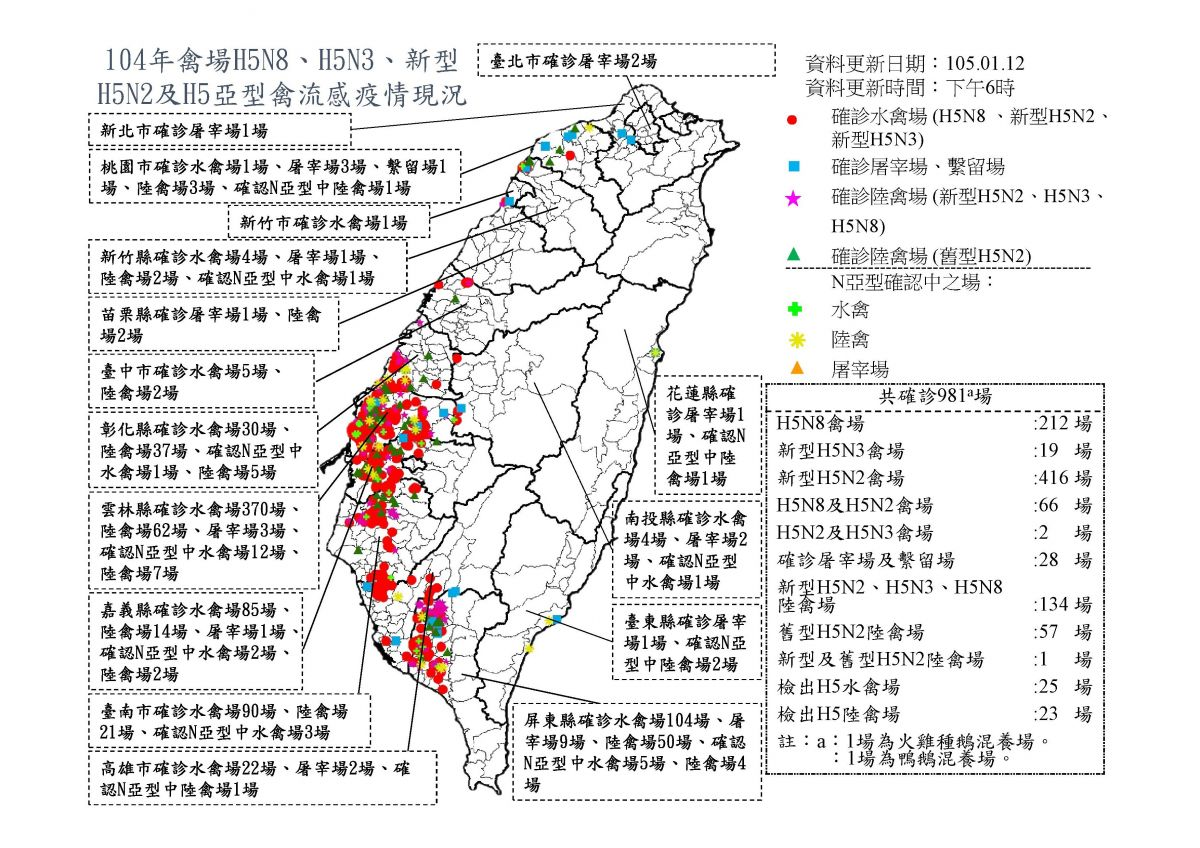 104年禽場H5N8、H5N3、新型
H5N2及H5亞型禽流感疫情現況
臺北市確診屠宰場2場
資料更新日期：105.01.12
資料更新時間：下午6時
確診水禽場 (H5N8 、新型H5N2、
新型H5N3)
確診屠宰場、繫留場
確診陸禽場 (新型H5N2、H5N3、
H5N8)
確診陸禽場 (舊型H5N2)
N亞型確認中之場：
水禽
陸禽
屠宰場
新北市確診屠宰場1場
桃園市確診水禽場1場、屠宰場3場、繫留場1
場、陸禽場3場、確認N亞型中陸禽場1場
新竹市確診水禽場1場
新竹縣確診水禽場4場、屠宰場1場、
陸禽場2場、確認N亞型中水禽場1場
苗栗縣確診屠宰場1場、陸禽
場2場
臺中市確診水禽場5場、
陸禽場2場
彰化縣確診水禽場30場、
陸禽場37場、確認N亞型中
水禽場1場、陸禽場5場
雲林縣確診水禽場370場、
陸禽場62場、屠宰場3場、
確認N亞型中水禽場12場、
陸禽場7場
嘉義縣確診水禽場85場、
陸禽場14場、屠宰場1場、
確認N亞型中水禽場2場、
陸禽場2場
臺南市確診水禽場90場、陸禽場
21場、確認N亞型中水禽場3場
高雄市確診水禽場22場、屠宰場2場、確
認N亞型中陸禽場1場
花蓮縣確
診屠宰場1
場、確認N
亞型中陸
禽場1場
南投縣確診水禽
場4場、屠宰場2
場、確認N亞型
中水禽場1場
臺東縣確診屠宰
場1場、確認N亞
型中陸禽場2場
屏東縣確診水禽場104場、屠
宰場9場、陸禽場50場、確認
N亞型中水禽場5場、陸禽場4
場
共確診981ᵃ場
H5N8禽場 :212 場
新型H5N3禽場 :19 場
新型H5N2禽場 :416 場
H5N8及H5N2禽場 :66 場
H5N2及H5N3禽場 :2 場
確診屠宰場及繫留場 :28 場
新型H5N2、H5N3、H5N8
陸禽場 :134 場
舊型H5N2陸禽場 :57 場
新型及舊型H5N2陸禽場 :1 場
檢出H5水禽場 :25 場
檢出H5陸禽場 :23 場
註：a：1場為火雞種鵝混養場。
：1場為鴨鵝混養場。